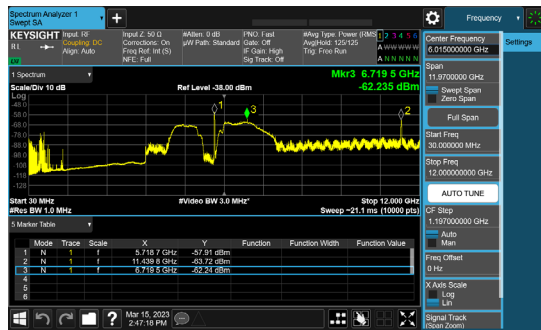 Spectrum Analyzer 1
Swept SA
+
Frequency
KEYSIGHT Input: RF
Input Z: 50 Ω
#Atten: 0 dB
PNO: Fast
#Avg Type: Power (RMS
1 2 3 4 5 6
Coupling: DC
Corrections: On
µW Path: Standard
Gate: Off
Avg|Hold: 125/125
A W W W W W
Align: Auto
Freq Ref: Int (S)
IF Gain: High
Trig: Free Run
NFE: Full
Sig Track: Off
A N N N N N
1 Spectrum
Mkr3 6.719 5 GHz
Scale/Div 10 dB
Ref Level -38.00 dBm
-62.235 dBm
Log
-48.0
-58.0
-68.0
-78.0
-88.0
-98.0
-108
-118
-128
1
3
2
Start 30 MHz
#Video BW 3.0 MHz*
Stop 12.000 GHz
#Res BW 1.0 MHz
Sweep ~21.1 ms (10000 pts)
5 Marker Table
Mode Trace Scale X Y Function Function Width Function Value
1 N 1 f 5.718 7 GHz -57.91 dBm
2 N 1 f 11.439 8 GHz -63.72 dBm
3 N 1 f 6.719 5 GHz -62.24 dBm
4
5
6
Mar 15, 2023
2:47:18 PM
Center Frequency
6.015000000 GHz
Settings
Span
11.9700000 GHz
Swept Span
Zero Span
Full Span
Start Freq
30.000000 MHz
Stop Freq
12.000000000 GHz
AUTO TUNE
CF Step
1.197000000 GHz
Auto
Man
Freq Offset
0 Hz
X Axis Scale
Log
Lin
Signal Track
(Span Zoom)